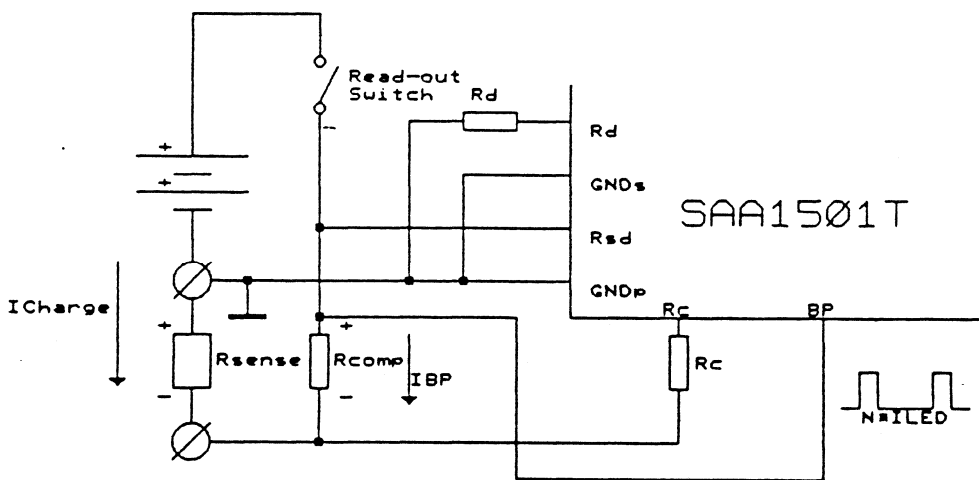 Read-out
Switch
Rd
Rd
GNDs
SAA1501T
Rsd
GNDp
Rc
BP
ICharge
Rsense
Rcomp
IBP
Rc
N*ILED